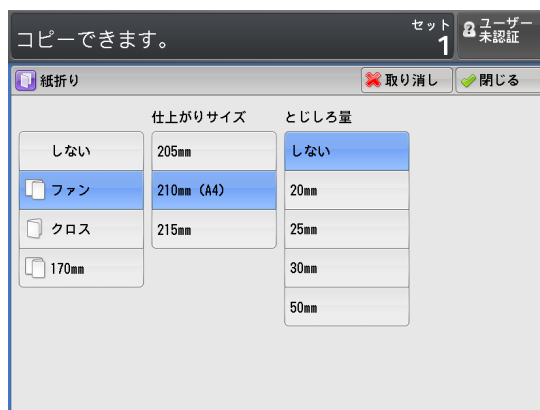 コピーできます。
セット
1
ユーザー
未認証
紙折り
取り消し
閉じる
仕上がりサイズ
とじしろ量
しない
205mm
しない
ファン
210mm (A4)
20mm
クロス
215mm
25mm
170mm
30mm
50mm